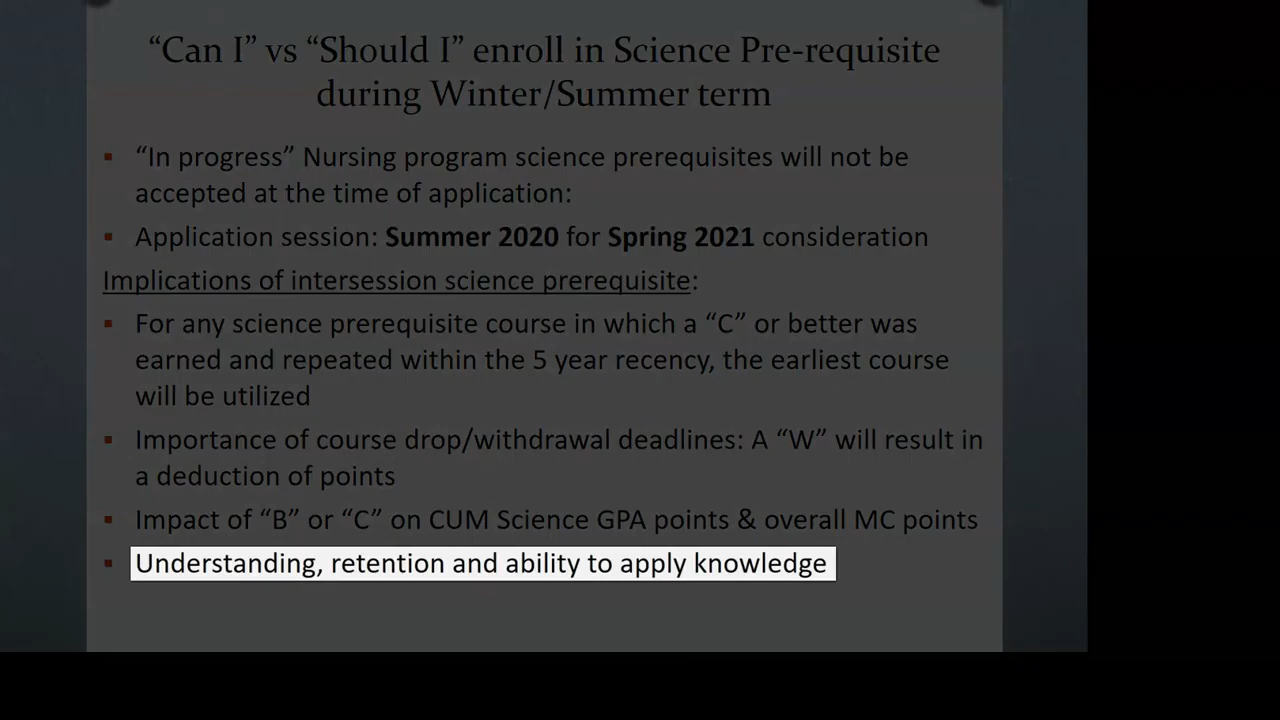 “Can I” vs “Should I” enroll in Science Pre-requisite
during Winter/Summer term
▪ “In progress” Nursing program science prerequisites will not be
accepted at the time of application:
▪ Application session: Summer 2020 for Spring 2021 consideration
Implications of intersession science prerequisite:
▪ For any science prerequisite course in which a “C” or better was
earned and repeated within the 5 year recency, the earliest course
will be utilized
▪ Importance of course drop/withdrawal deadlines: A “W” will result in
a deduction of points
▪ Impact of “B” or “C” on CUM Science GPA points & overall MC points
▪ Understanding, retention and ability to apply knowledge